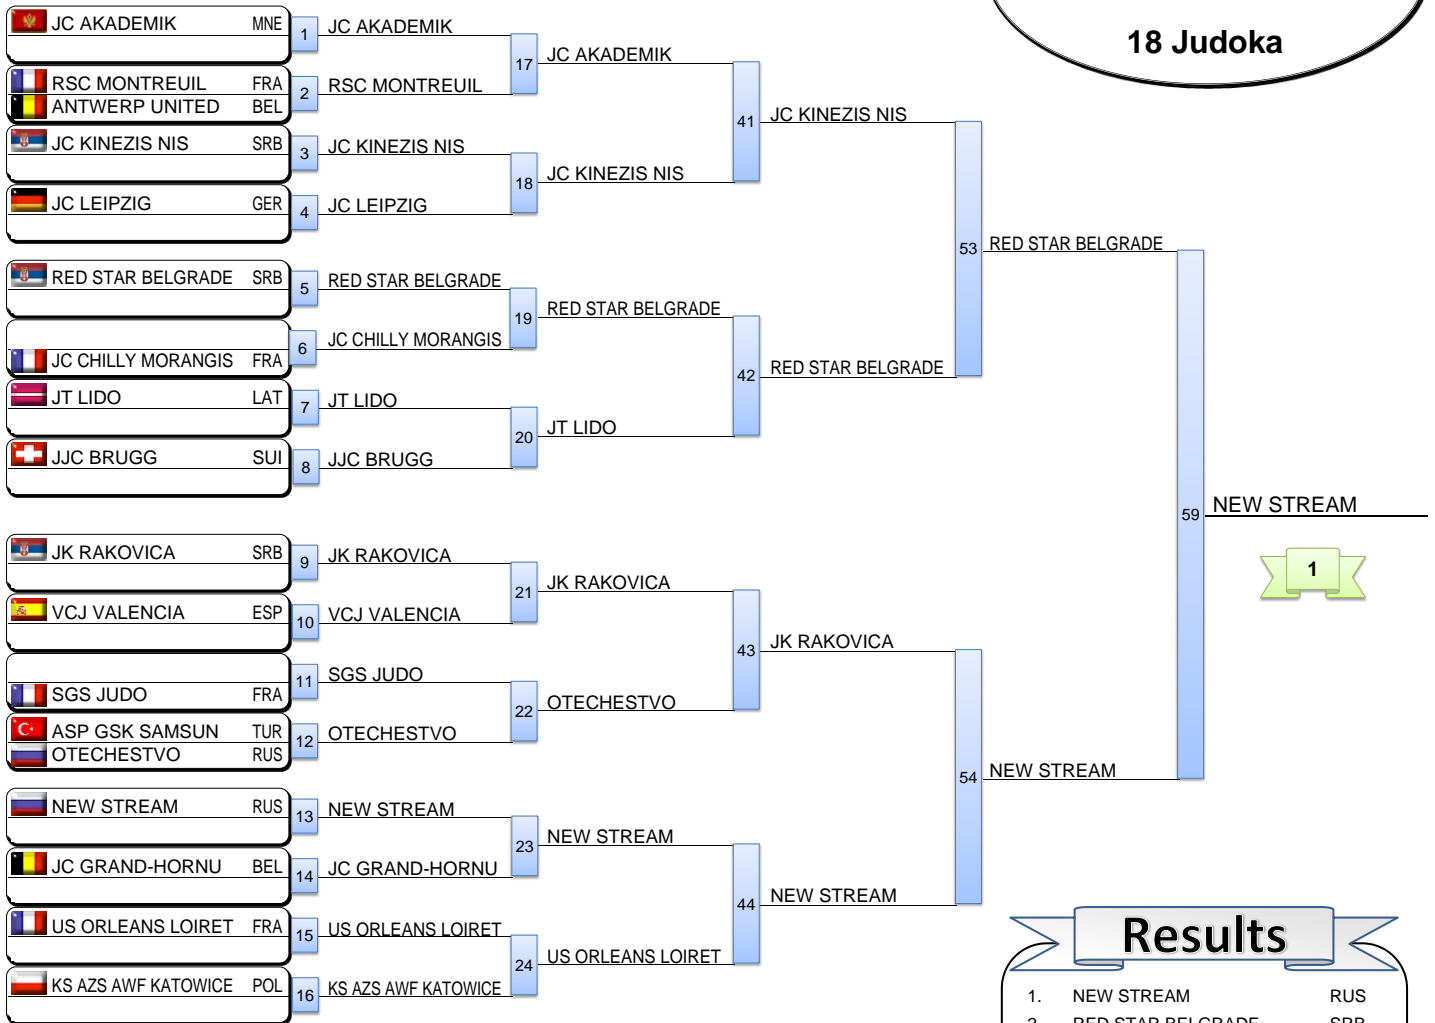 18 Judoka
JC AKADEMIK MNE
1
JC AKADEMIK
RSC MONTREUIL FRA
ANTWERP UNITED BEL
2
RSC MONTREUIL
17
JC AKADEMIK
JC KINEZIS NIS SRB
3
JC KINEZIS NIS
JC LEIPZIG GER
4
JC LEIPZIG
18
JC KINEZIS NIS
41
JC KINEZIS NIS
RED STAR BELGRADE SRB
5
RED STAR BELGRADE
JC CHILLY MORANGIS FRA
6
JC CHILLY MORANGIS
19
RED STAR BELGRADE
JT LIDO LAT
7
JT LIDO
JJC BRUGG SUI
8
JJC BRUGG
20
JT LIDO
42
RED STAR BELGRADE
53
RED STAR BELGRADE
JK RAKOVICA SRB
9
JK RAKOVICA
VCJ VALENCIA ESP
10
VCJ VALENCIA
21
JK RAKOVICA
SGS JUDO FRA
11
SGS JUDO
ASP GSK SAMSUN TUR
OTECHESTVO RUS
12
OTECHESTVO
22
OTECHESTVO
43
JK RAKOVICA
NEW STREAM RUS
13
NEW STREAM
JC GRAND-HORNU BEL
14
JC GRAND-HORNU
23
NEW STREAM
US ORLEANS LOIRET FRA
15
US ORLEANS LOIRET
KS AZS AWF KATOWICE POL
16
KS AZS AWF KATOWICE
24
US ORLEANS LOIRET
44
NEW STREAM
54
NEW STREAM
59
NEW STREAM
1
Results
1. NEW STREAM RUS
2. RED STAR BELGRADE SRB